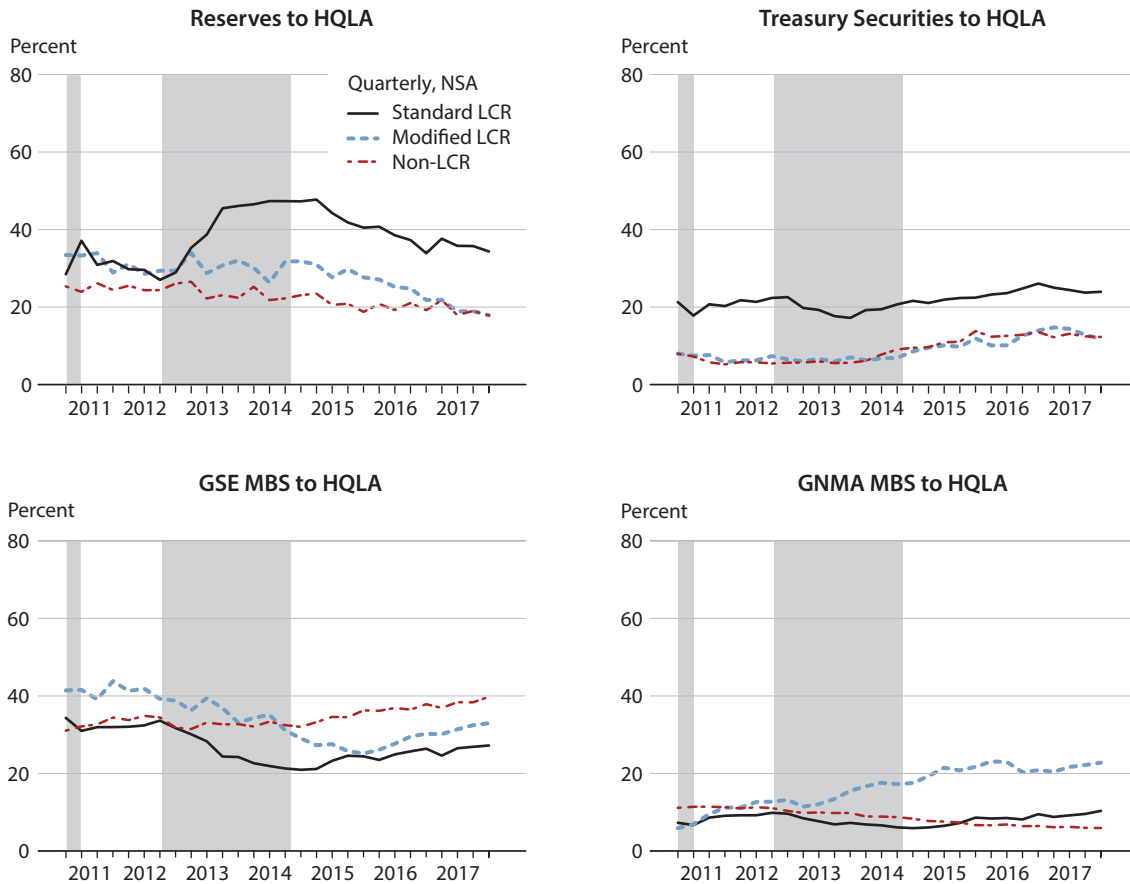 Reserves to HQLA
Percent
80
60
40
20
0
Quarterly, NSA
Standard LCR
Modified LCR
Non-LCR
2011 2012 2013 2014 2015 2016 2017
Treasury Securities to HQLA
Percent
80
60
40
20
0
2011 2012 2013 2014 2015 2016 2017
GSE MBS to HQLA
Percent
80
60
40
20
0
2011 2012 2013 2014 2015 2016 2017
GNMA MBS to HQLA
Percent
80
60
40
20
0
2011 2012 2013 2014 2015 2016 2017